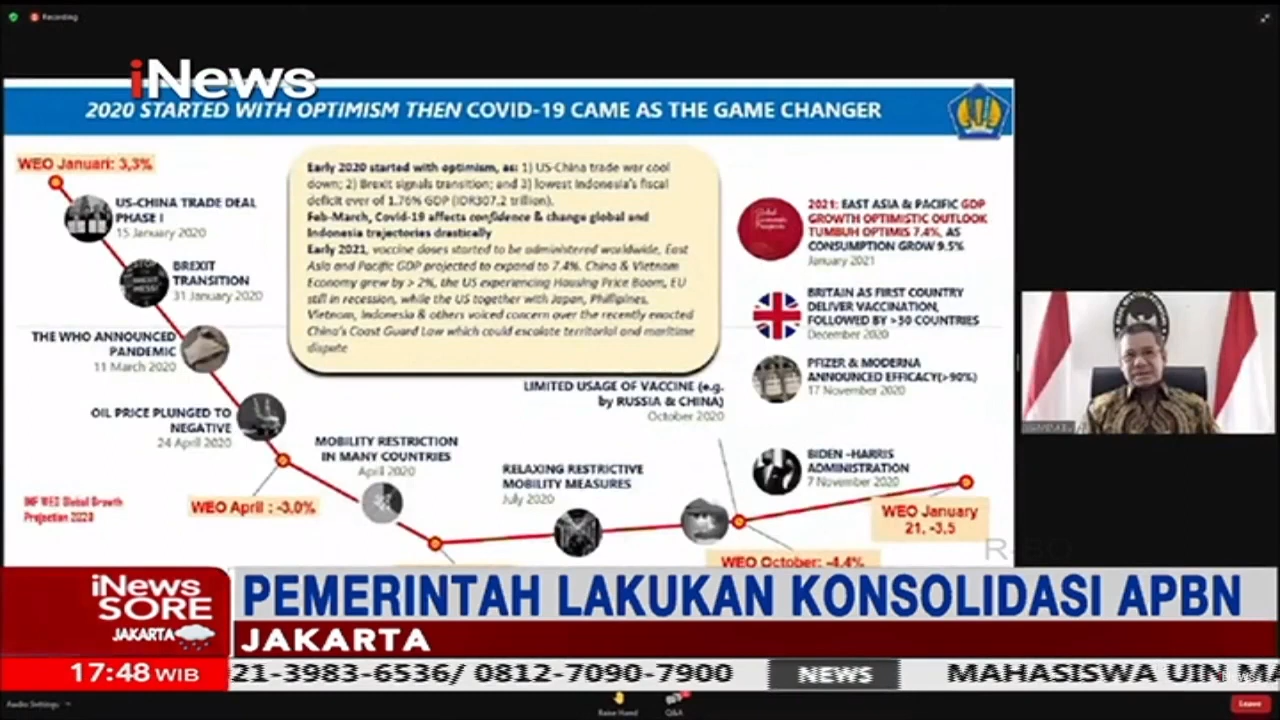 Recording
iNews
2020 STARTED WITH OPTIMISM THEN COVID-19 CAME AS THE GAME CHANGER
WEO Januari: 3,3%
US-CHINA TRADE DEAL
PHASE I
15 January 2020
BREXIT
TRANSITION
31 January 2020
THE WHO ANNOUNCED
PANDEMIC
11 March 2020
OIL PRICE PLUNGED TO
NEGATIVE
24 April 2020
WEO April : -3.0%
IMF WEO Global Growth
Projection 2020
Early 2020 started with optimism, as: 1) US-China trade war cool
down; 2) Brexit signals transition; and 3) lowest Indonesia's fiscal
deficit ever of 1.76% GDP (IDR307.2 trillion).
Feb-March, Covid-19 affects confidence & change global and
Indonesia trajectories drastically
Early 2021, vaccine doses started to be administered worldwide, East
Asia and Pacific GDP projected to expand to 7.4%. China & Vietnam
Economy grew by > 2%, the US experiencing Housing Price Boom, EU
still in recession, while the US together with Japan, Phillipines,
Vietnam, Indonesia & others voiced concern over the recently enacted
China's Coast Guard Law which could escalate territorial and maritime
dispute
MOBILITY RESTRICTION
IN MANY COUNTRIES
April 2020
RELAXING RESTRICTIVE
MOBILITY MEASURES
July 2020
LIMITED USAGE OF VACCINE (e.g.
by RUSSIA & CHINA)
October 2020
WEO October: -4.4%
2021: EAST ASIA & PACIFIC GDP
GROWTH OPTIMISTIC OUTLOOK
TUMBUH OPTIMIS 7.4%, AS
CONSUMPTION GROW 9.5%
January 2021
BRITAIN AS FIRST COUNTRY
DELIVER VACCINATION,
FOLLOWED BY >30 COUNTRIES
December 2020
PFIZER & MODERNA
ANNOUNCED EFFICACY(>90%)
17 November 2020
BIDEN -HARRIS
ADMINISTRATION
7 November 2020
WEO January
21, -3,5
iNews
SORE
JAKARTA
PEMERINTAH LAKUKAN KONSOLIDASI APBN
JAKARTA
17:48 WIB
21-3983-6536/ 0812-7090-7900
NEWS
MAHASISWA UIN
Audio Settings
Raise Hand
Q&A
Leave